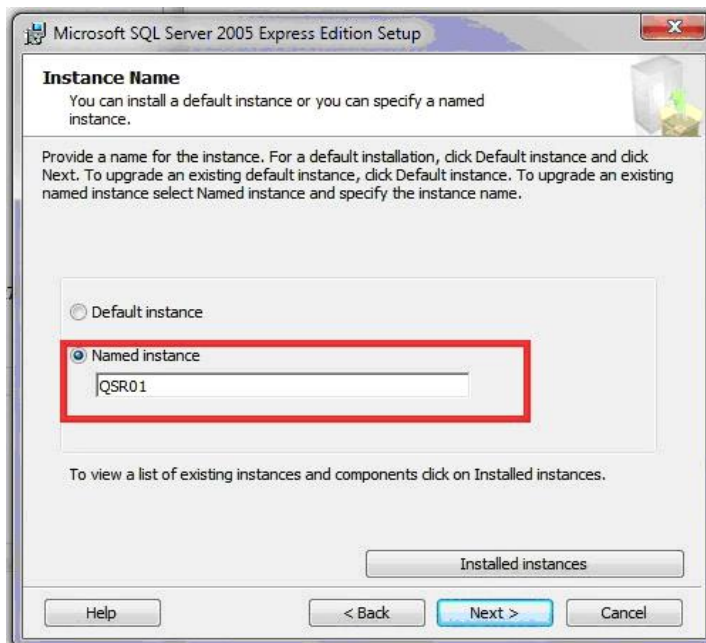 Microsoft SQL Server 2005 Express Edition Setup
Instance Name
You can install a default instance or you can specify a named
instance.
Provide a name for the instance. For a default installation, click Default instance and click
Next. To upgrade an existing default instance, click Default instance. To upgrade an existing
named instance select Named instance and specify the instance name.
Default instance
Named instance
QSR01
To view a list of existing instances and components click on Installed instances.
Installed instances
Help
< Back
Next >
Cancel